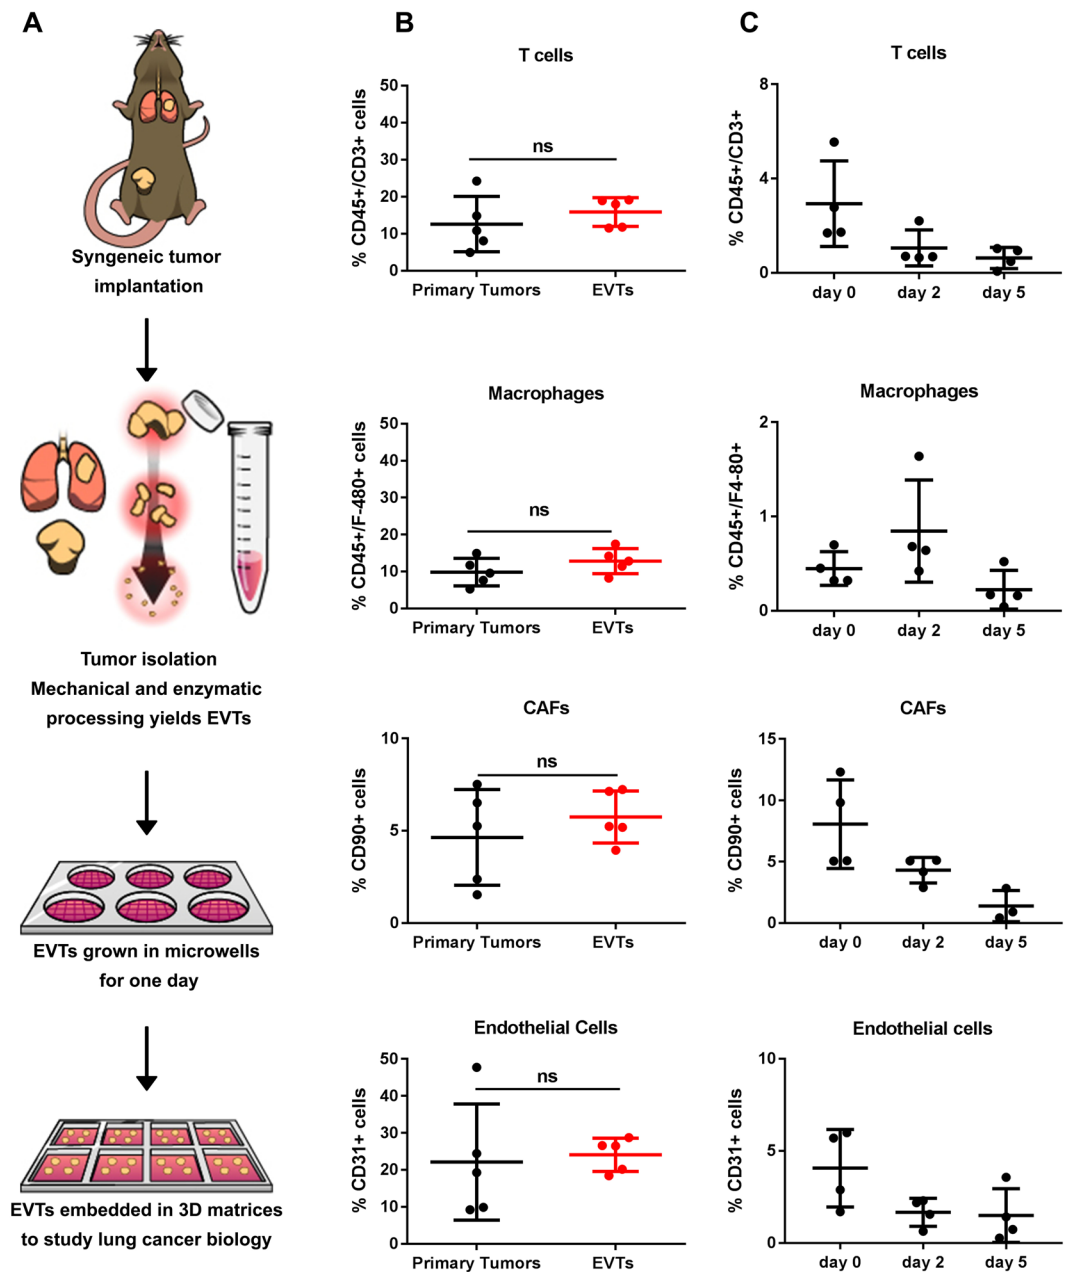 A
Syngeneic tumor
implantation
Tumor isolation
Mechanical and enzymatic
processing yields EVTs
EVTs grown in microwells
for one day
EVTs embedded in 3D matrices
to study lung cancer biology
B
T cells
% CD45+/CD3+ cells
50
40
30
20
10
0
ns
Primary Tumors
EVTs
Macrophages
% CD45+/F-480+ cells
50
40
30
20
10
0
ns
Primary Tumors
EVTs
CAFs
% CD90+ cells
10
5
0
ns
Primary Tumors
EVTs
Endothelial Cells
% CD31+ cells
50
40
30
20
10
0
ns
Primary Tumors
EVTs
C
T cells
% CD45+/CD3+
8
4
0
day 0
day 2
day 5
Macrophages
% CD45+/F4-80+
2
1
0
day 0
day 2
day 5
CAFs
% CD90+ cells
15
10
5
0
day 0
day 2
day 5
Endothelial cells
% CD31+ cells
10
5
0
day 0
day 2
day 5